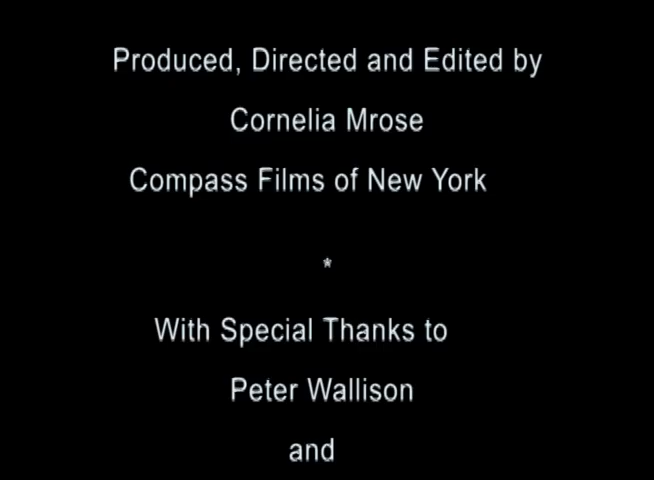 Produced, Directed and Edited by
Cornelia Mrose
Compass Films of New York
*
With Special Thanks to
Peter Wallison
and